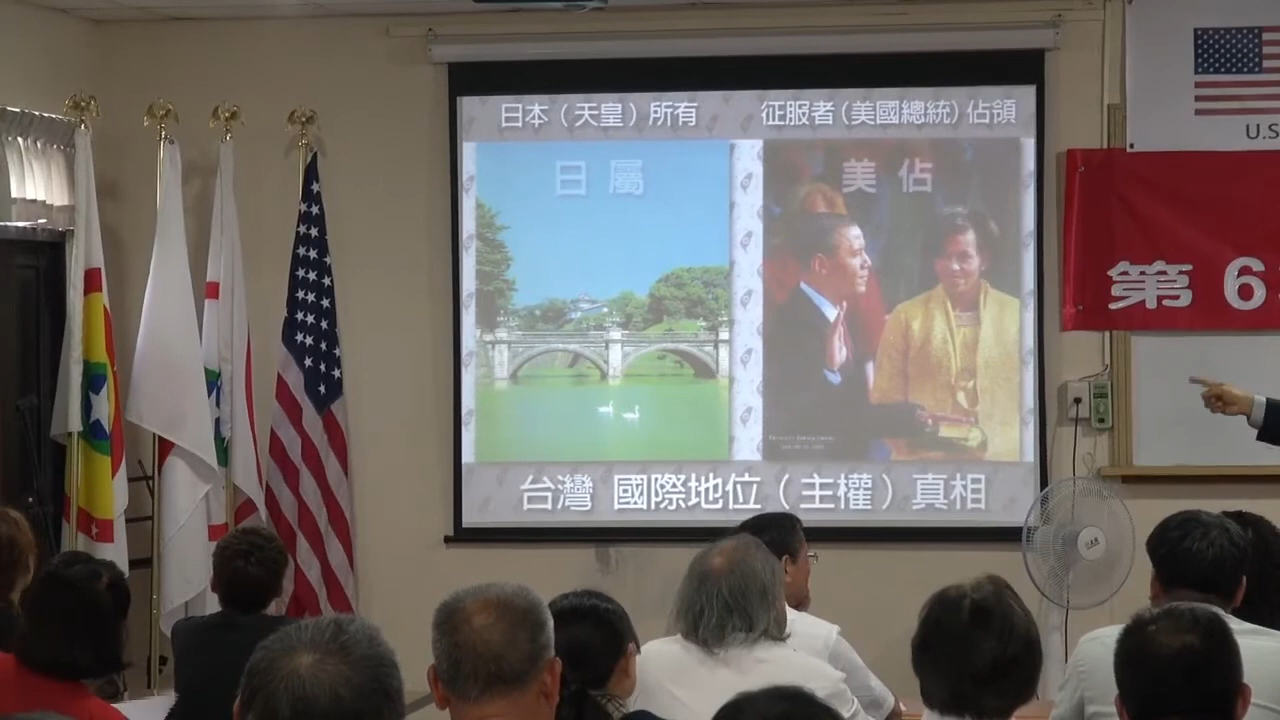 日本（天皇）所有
征服者（美國總統）佔領
日屬
美佔
台灣 國際地位（主權）真相
U.S
第 6